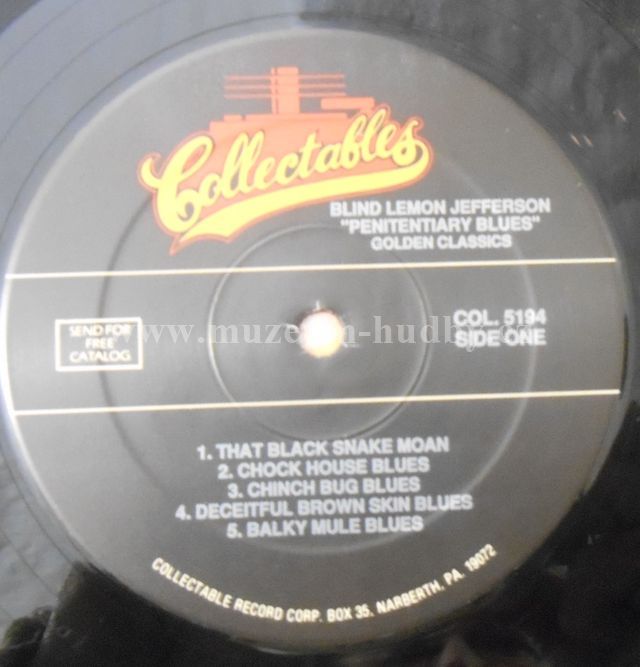 Collectables
BLIND LEMON JEFFERSON
"PENITENTIARY BLUES"
GOLDEN CLASSICS
SEND FOR
FREE
CATALOG
COL. 5194
SIDE ONE
1. THAT BLACK SNAKE MOAN
2. CHOCK HOUSE BLUES
3. CHINCH BUG BLUES
4. DECEITFUL BROWN SKIN BLUES
5. BALKY MULE BLUES
COLLECTABLE RECORD CORP. BOX 35, NARBERTH, PA. 19072